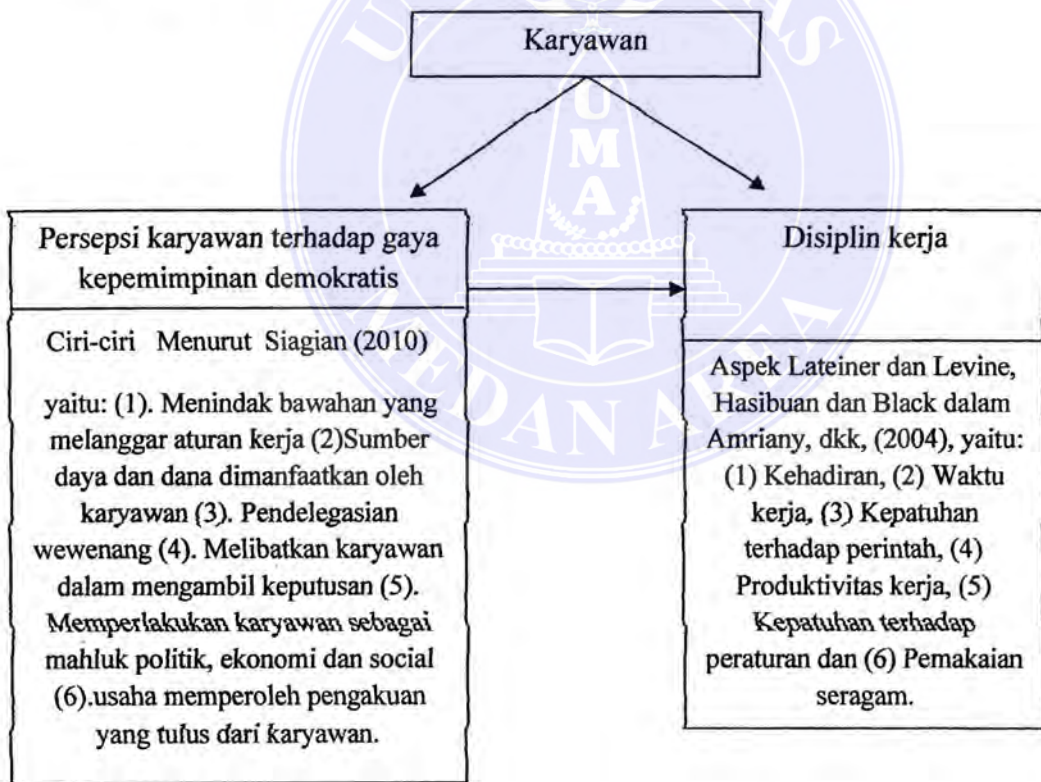 Karyawan
Persepsi karyawan terhadap gaya
kepemimpinan demokratis
Ciri-ciri Menurut Siagian (2010)
yaitu: (1). Menindak bawahan yang
melanggar aturan kerja (2)Sumber
daya dan dana dimanfaatkan oleh
karyawan (3). Pendelegasian
wewenang (4). Melibatkan karyawan
dalam mengambil keputusan (5).
Memperlakukan karyawan sebagai
mahluk politik, ekonomi dan social
(6).usaha memperoleh pengakuan
yang tulus dari karyawan.
Disiplin kerja
Aspek Lateiner dan Levine,
Hasibuan dan Black dalam
Amriany, dkk, (2004), yaitu:
(1) Kehadiran, (2) Waktu
kerja, (3) Kepatuhan
terhadap perintah, (4)
Produktivitas kerja, (5)
Kepatuhan terhadap
peraturan dan (6) Pemakaian
seragam.
UMA
MEDAN AREA